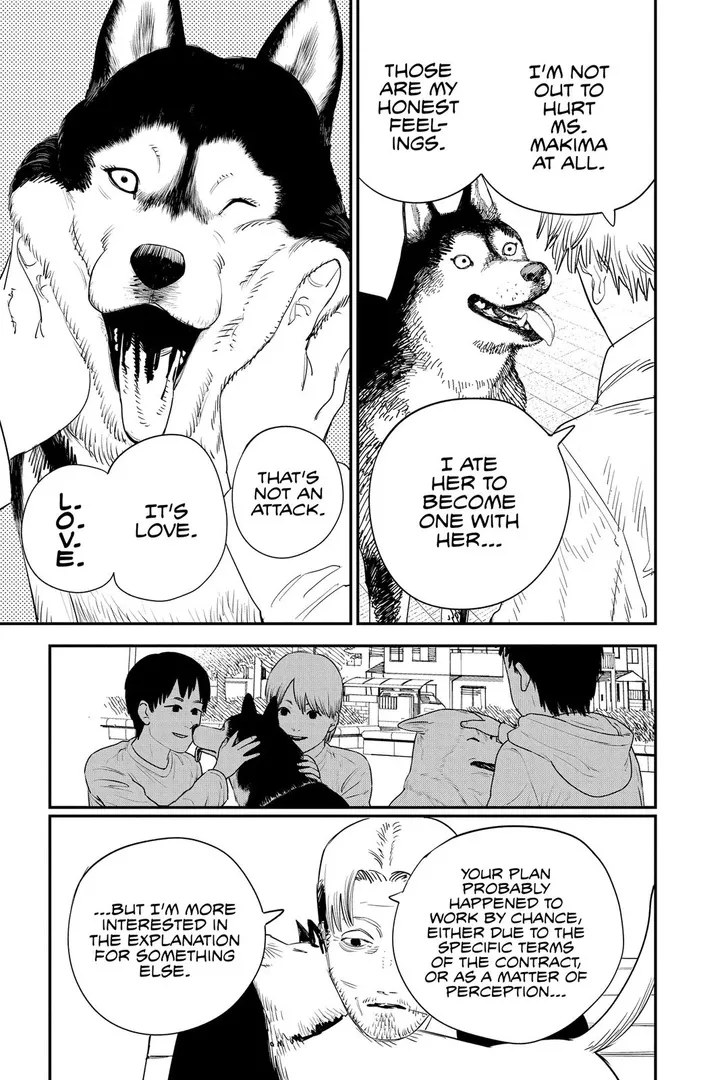 I'M NOT
OUT TO
HURT
MS.
MAKIMA
AT ALL.
THOSE
ARE MY
HONEST
FEEL-
INGS.
I ATE
HER TO
BECOME
ONE WITH
HER...
THAT'S
NOT AN
ATTACK.
IT'S
LOVE.
L.
O.
V.
E.
YOUR PLAN
PROBABLY
HAPPENED TO
WORK BY CHANCE,
EITHER DUE TO THE
SPECIFIC TERMS
OF THE CONTRACT,
OR AS A MATTER OF
PERCEPTION...
...BUT I'M MORE
INTERESTED IN
THE EXPLANATION
FOR SOMETHING
ELSE.